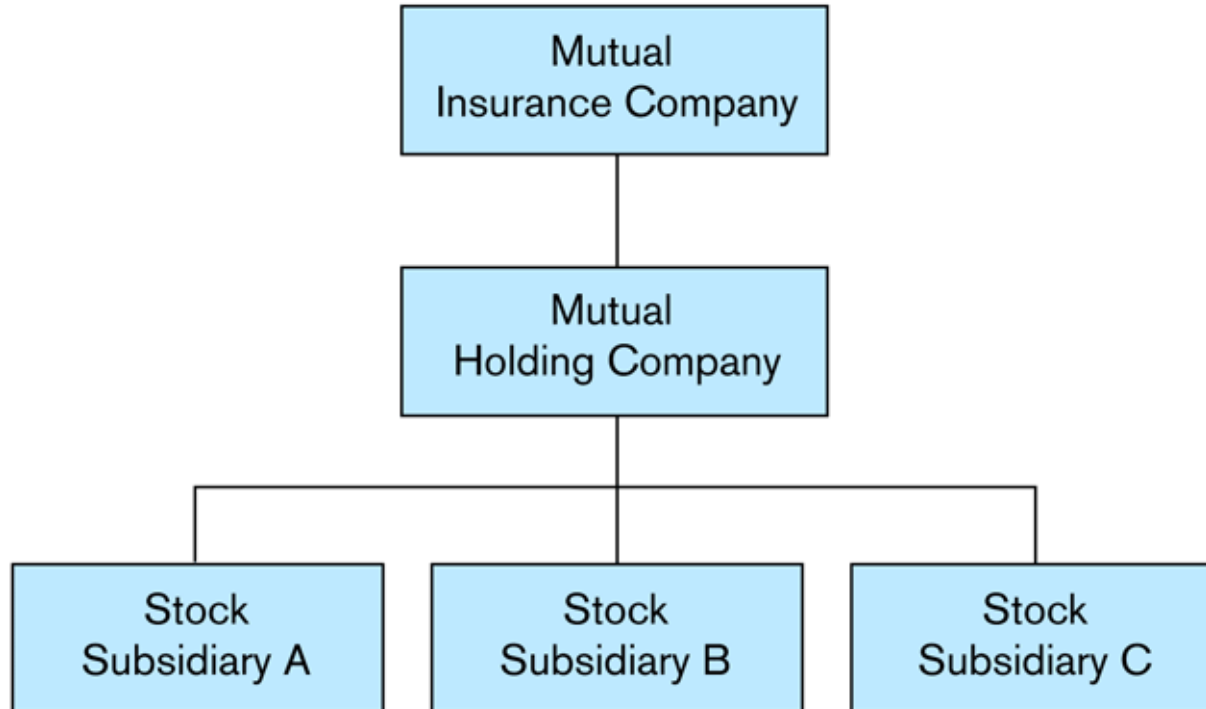 Mutual
Insurance Company
Mutual
Holding Company
Stock
Subsidiary A
Stock
Subsidiary B
Stock
Subsidiary C